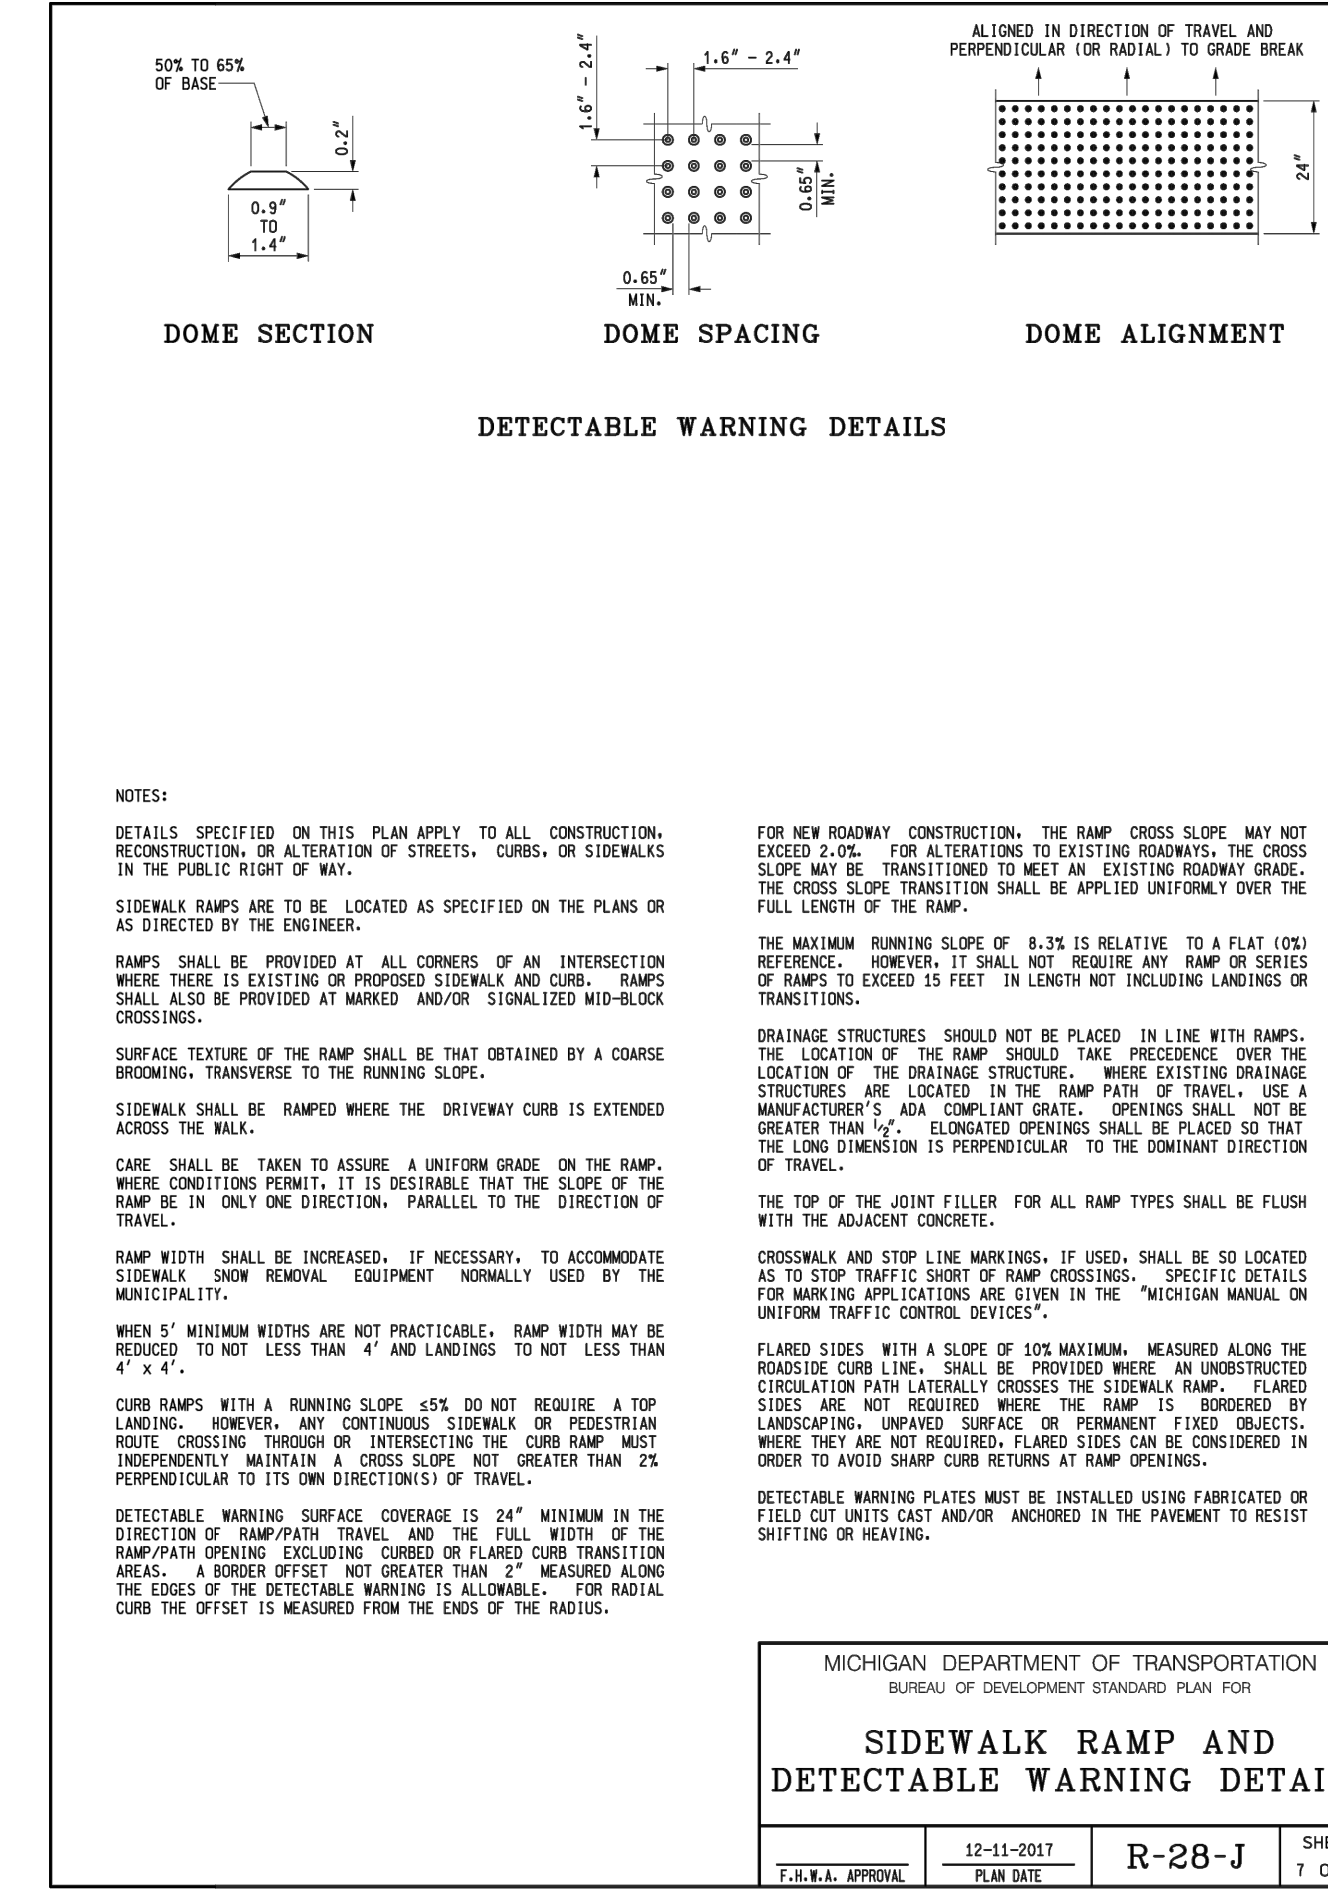 ALIGNED IN DIRECTION OF TRAVEL AND
PERPENDICULAR (OR RADIAL) TO GRADE BREAK
50% TO 65%
OF BASE
0.2"
0.9"
TO
1.4"
1.6" - 2.4"
1.6" - 2.4"
0.65"
MIN.
0.65"
MIN.
24"
DOME SECTION
DOME SPACING
DOME ALIGNMENT
DETECTABLE WARNING DETAILS
NOTES:
DETAILS SPECIFIED ON THIS PLAN APPLY TO ALL CONSTRUCTION,
RECONSTRUCTION, OR ALTERATION OF STREETS, CURBS, OR SIDEWALKS
IN THE PUBLIC RIGHT OF WAY.
SIDEWALK RAMPS ARE TO BE LOCATED AS SPECIFIED ON THE PLANS OR
AS DIRECTED BY THE ENGINEER.
RAMPS SHALL BE PROVIDED AT ALL CORNERS OF AN INTERSECTION
WHERE THERE IS EXISTING OR PROPOSED SIDEWALK AND CURB. RAMPS
SHALL ALSO BE PROVIDED AT MARKED AND/OR SIGNALIZED MID-BLOCK
CROSSINGS.
SURFACE TEXTURE OF THE RAMP SHALL BE THAT OBTAINED BY A COARSE
BROOMING, TRANSVERSE TO THE RUNNING SLOPE.
SIDEWALK SHALL BE RAMPED WHERE THE DRIVEWAY CURB IS EXTENDED
ACROSS THE WALK.
CARE SHALL BE TAKEN TO ASSURE A UNIFORM GRADE ON THE RAMP.
WHERE CONDITIONS PERMIT, IT IS DESIRABLE THAT THE SLOPE OF THE
RAMP BE IN ONLY ONE DIRECTION, PARALLEL TO THE DIRECTION OF
TRAVEL.
RAMP WIDTH SHALL BE INCREASED, IF NECESSARY, TO ACCOMMODATE
SIDEWALK SNOW REMOVAL EQUIPMENT NORMALLY USED BY THE
MUNICIPALITY.
WHEN 5' MINIMUM WIDTHS ARE NOT PRACTICABLE, RAMP WIDTH MAY BE
REDUCED TO NOT LESS THAN 4' AND LANDINGS TO NOT LESS THAN
4' x 4'.
CURB RAMPS WITH A RUNNING SLOPE ≤5% DO NOT REQUIRE A TOP
LANDING. HOWEVER, ANY CONTINUOUS SIDEWALK OR PEDESTRIAN
ROUTE CROSSING THROUGH OR INTERSECTING THE CURB RAMP MUST
INDEPENDENTLY MAINTAIN A CROSS SLOPE NOT GREATER THAN 2%
PERPENDICULAR TO ITS OWN DIRECTION(S) OF TRAVEL.
DETECTABLE WARNING SURFACE COVERAGE IS 24" MINIMUM IN THE
DIRECTION OF RAMP/PATH TRAVEL AND THE FULL WIDTH OF THE
RAMP/PATH OPENING EXCLUDING CURBED OR FLARED CURB TRANSITION
AREAS. A BORDER OFFSET NOT GREATER THAN 2" MEASURED ALONG
THE EDGES OF THE DETECTABLE WARNING IS ALLOWABLE. FOR RADIAL
CURB THE OFFSET IS MEASURED FROM THE ENDS OF THE RADIUS.
FOR NEW ROADWAY CONSTRUCTION, THE RAMP CROSS SLOPE MAY NOT
EXCEED 2.0%. FOR ALTERATIONS TO EXISTING ROADWAYS, THE CROSS
SLOPE MAY BE TRANSITIONED TO MEET AN EXISTING ROADWAY GRADE.
THE CROSS SLOPE TRANSITION SHALL BE APPLIED UNIFORMLY OVER THE
FULL LENGTH OF THE RAMP.
THE MAXIMUM RUNNING SLOPE OF 8.3% IS RELATIVE TO A FLAT (0%)
REFERENCE. HOWEVER, IT SHALL NOT REQUIRE ANY RAMP OR SERIES
OF RAMPS TO EXCEED 15 FEET IN LENGTH NOT INCLUDING LANDINGS OR
TRANSITIONS.
DRAINAGE STRUCTURES SHOULD NOT BE PLACED IN LINE WITH RAMPS.
THE LOCATION OF THE RAMP SHOULD TAKE PRECEDENCE OVER THE
LOCATION OF THE DRAINAGE STRUCTURE. WHERE EXISTING DRAINAGE
STRUCTURES ARE LOCATED IN THE RAMP PATH OF TRAVEL, USE A
MANUFACTURER'S ADA COMPLIANT GRATE. OPENINGS SHALL NOT BE
GREATER THAN 1/2". ELONGATED OPENINGS SHALL BE PLACED SO THAT
THE LONG DIMENSION IS PERPENDICULAR TO THE DOMINANT DIRECTION
OF TRAVEL.
THE TOP OF THE JOINT FILLER FOR ALL RAMP TYPES SHALL BE FLUSH
WITH THE ADJACENT CONCRETE.
CROSSWALK AND STOP LINE MARKINGS, IF USED, SHALL BE SO LOCATED
AS TO STOP TRAFFIC SHORT OF RAMP CROSSINGS. SPECIFIC DETAILS
FOR MARKING APPLICATIONS ARE GIVEN IN THE "MICHIGAN MANUAL ON
UNIFORM TRAFFIC CONTROL DEVICES".
FLARED SIDES WITH A SLOPE OF 10% MAXIMUM, MEASURED ALONG THE
ROADSIDE CURB LINE, SHALL BE PROVIDED WHERE AN UNOBSTRUCTED
CIRCULATION PATH LATERALLY CROSSES THE SIDEWALK RAMP. FLARED
SIDES ARE NOT REQUIRED WHERE THE RAMP IS BORDERED BY
LANDSCAPING, UNPAVED SURFACE OR PERMANENT FIXED OBJECTS.
WHERE THEY ARE NOT REQUIRED, FLARED SIDES CAN BE CONSIDERED IN
ORDER TO AVOID SHARP CURB RETURNS AT RAMP OPENINGS.
DETECTABLE WARNING PLATES MUST BE INSTALLED USING FABRICATED OR
FIELD CUT UNITS CAST AND/OR ANCHORED IN THE PAVEMENT TO RESIST
SHIFTING OR HEAVING.
MICHIGAN DEPARTMENT OF TRANSPORTATION
BUREAU OF DEVELOPMENT STANDARD PLAN FOR
SIDEWALK RAMP AND
DETECTABLE WARNING
F.H.W.A. APPROVAL
12-11-2017
PLAN DATE
R-28-J
7